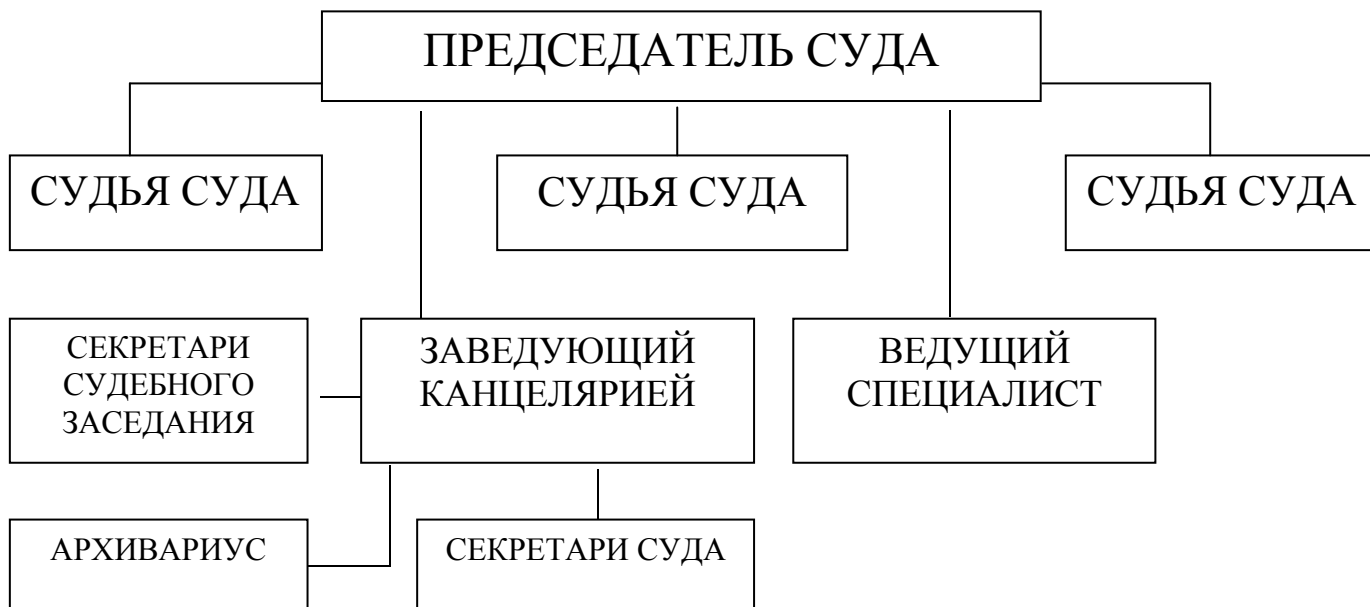 ПРЕДСЕДАТЕЛЬ СУДА
СУДЬЯ СУДА
СУДЬЯ СУДА
СУДЬЯ СУДА
СЕКРЕТАРИ
СУДЕБНОГО
ЗАСЕДАНИЯ
ЗАВЕДУЮЩИЙ
КАНЦЕЛЯРИЕЙ
ВЕДУЩИЙ
СПЕЦИАЛИСТ
АРХИВАРИУС
СЕКРЕТАРИ СУДА